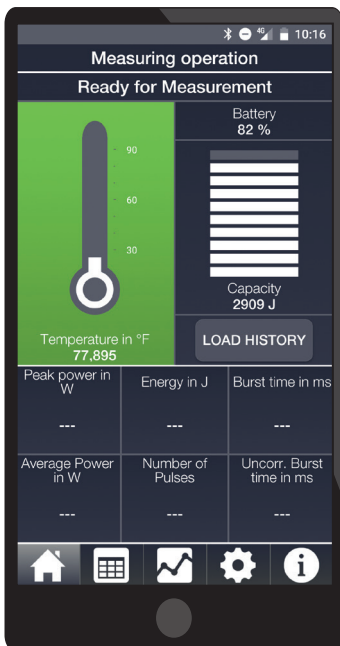 4G 10:16
Measuring operation
Ready for Measurement
90
60
30
Temperature in °F
77,895
Battery
82 %
Capacity
2909 J
LOAD HISTORY
Peak power in
W
---
Energy in J
---
Burst time in ms
---
Average Power
in W
---
Number of
Pulses
---
Uncorr. Burst
time in ms
---
i